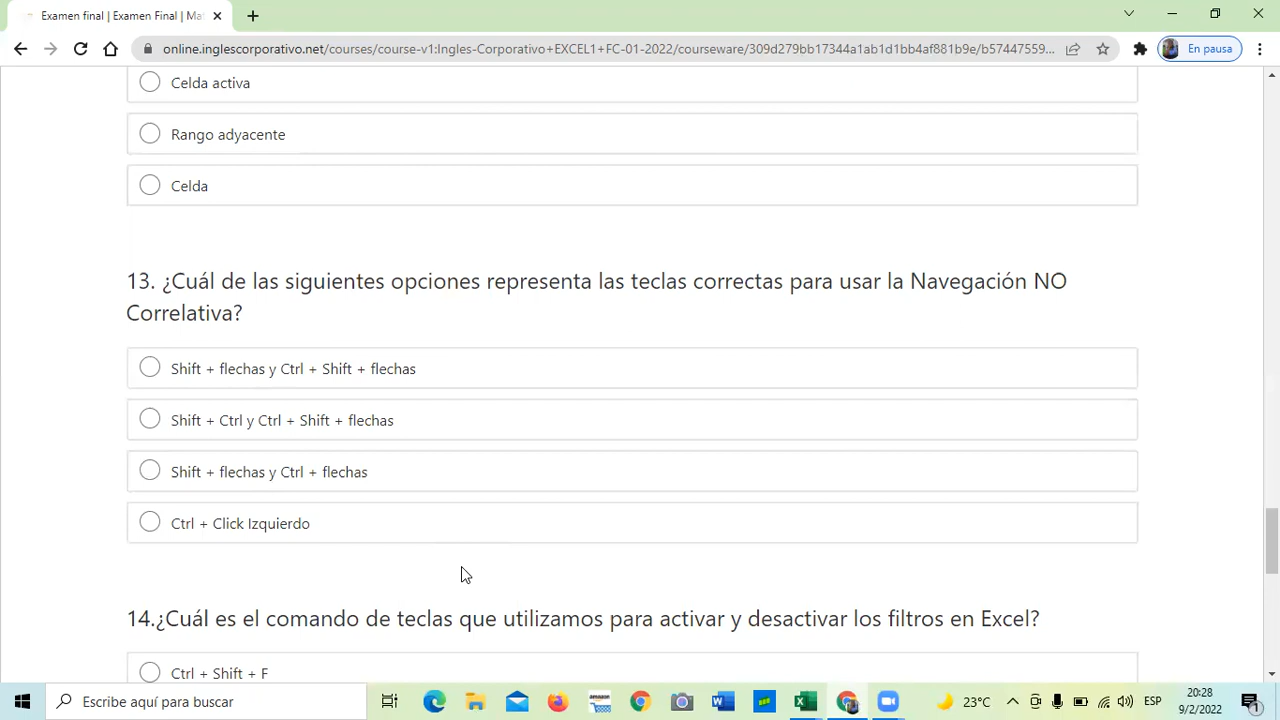 Examen final | Examen Final | Ma
online.inglescorporativo.net/courses/course-v1:Ingles-Corporativo+EXCEL1+FC-01-2022/courseware/309d279bb17344a1ab1d1bb4af881b9e/b57447559...
En pausa
Celda activa
Rango adyacente
Celda
13. ¿Cuál de las siguientes opciones representa las teclas correctas para usar la Navegación NO
Correlativa?
Shift + flechas y Ctrl + Shift + flechas
Shift + Ctrl y Ctrl + Shift + flechas
Shift + flechas y Ctrl + flechas
Ctrl + Click Izquierdo
14.¿Cuál es el comando de teclas que utilizamos para activar y desactivar los filtros en Excel?
Ctrl + Shift + F
Escribe aquí para buscar
amazon
23°C
ESP
20:28
9/2/2022
1